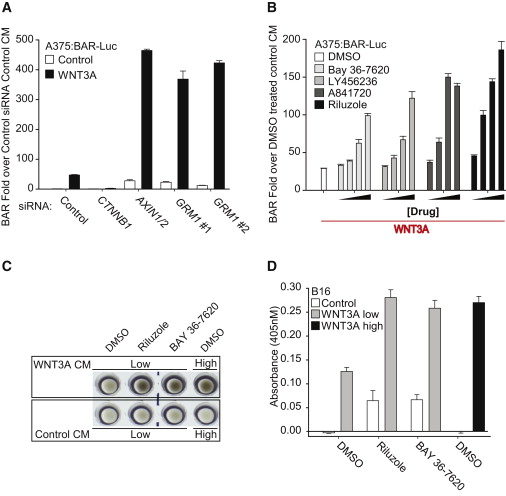 A
A375:BAR-Luc
Control
WNT3A
BAR Fold over Control siRNA Control CM
500
400
300
200
100
0
siRNA:
Control
CTNNB1
AXIN1/2
GRM1 #1
GRM1 #2
B
A375:BAR-Luc
DMSO
Bay 36-7620
LY456236
A841720
Riluzole
BAR Fold over DMSO treated control CM
200
150
100
50
0
[Drug]
WNT3A
C
DMSO
Riluzole
BAY 36-7620
DMSO
WNT3A CM
Low
High
Control CM
Low
High
D
B16
Control
WNT3A low
WNT3A high
Absorbance (405nM)
0.30
0.25
0.20
0.15
0.10
0.05
0.00
DMSO
Riluzole
BAY 36-7620
DMSO